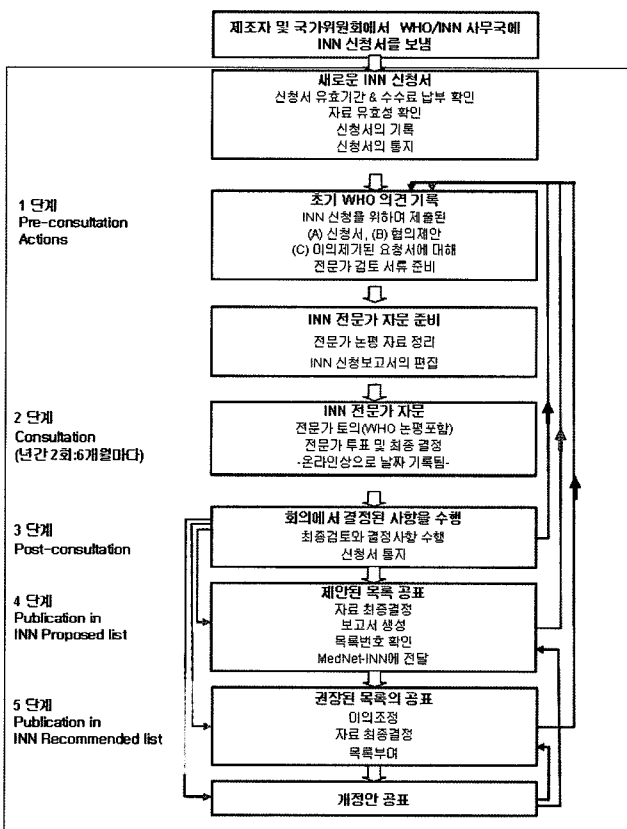 제조자 및 국가위원회에서 WHO/INN 사무국에
INN 신청서를 보냄
새로운 INN 신청서
신청서 유효기간 & 수수료 납부 확인
자료 유효성 확인
신청서의 기록
신청서의 통지
1 단계
Pre-consultation
Actions
초기 WHO 의견 기록
INN 신청을 위하며 제출된
(A) 신청서, (B) 협의제안
(C) 이의제기된 요청서에 대해
전문가 검토 서류 준비
INN 전문가 자문 준비
전문가 논평 자료 정리
INN 신청보고서의 편집
2 단계
Consultation
(년간 2회:6개월마다)
INN 전문가 자문
전문가 토의(WHO 논평포함)
전문가 투표 및 최종 결정
-온라인상으로 날짜 기록됨-
3 단계
Post-consultation
회의에서 결정된 사항을 수행
최종검토와 결정사항 수행
신청서 통지
4 단계
Publication in
INN Proposed list
제안된 목록 공표
자료 최종결정
보고서 생성
목록번호 확인
MedNet-INN에 전달
5 단계
Publication in
INN Recommended list
권장된 목록의 공표
이의조정
자료 최종결정
목록부여
개정안 공표